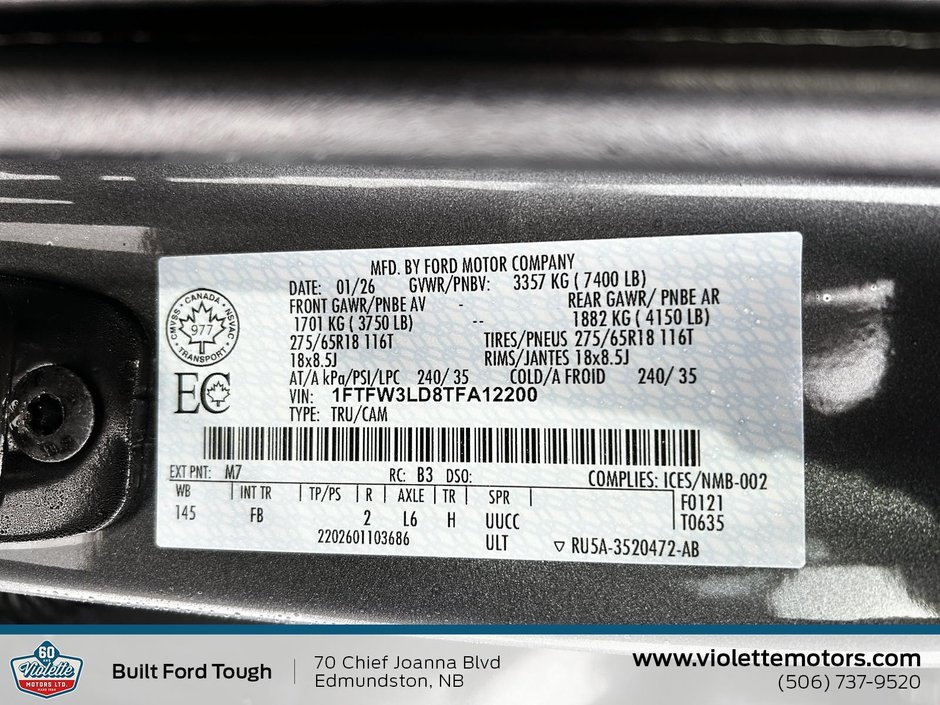 MFD. BY FORD MOTOR COMPANY
DATE: 01/26 GVWR/PNBV: 3357 KG ( 7400 LB)
FRONT GAWR/PNBE AV - REAR GAWR/ PNBE AR
1701 KG ( 3750 LB) -- 1882 KG ( 4150 LB)
275/65R18 116T TIRES/PNEUS 275/65R18 116T
18x8.5J RIMS/JANTES 18x8.5J
AT/A kPa/PSI/LPC 240/ 35 COLD/A FROID 240/ 35
VIN: 1FTFW3LD8TFA12200
TYPE: TRU/CAM
CANADA
CMVSS NSVAC
977
TRANSPORT
EC
EXT PNT: M7 RC: B3 DSO: COMPLIES: ICES/NMB-002
WB INT TR TP/PS R AXLE TR SPR F0121
145 FB 2 L6 H UUCC T0635
2202601103686 ULT ▽ RU5A-3520472-AB
60
Violette
MOTORS LTD.
Built Ford Tough
70 Chief Joanna Blvd
Edmundston, NB
www.violettemotors.com
(506) 737-9520